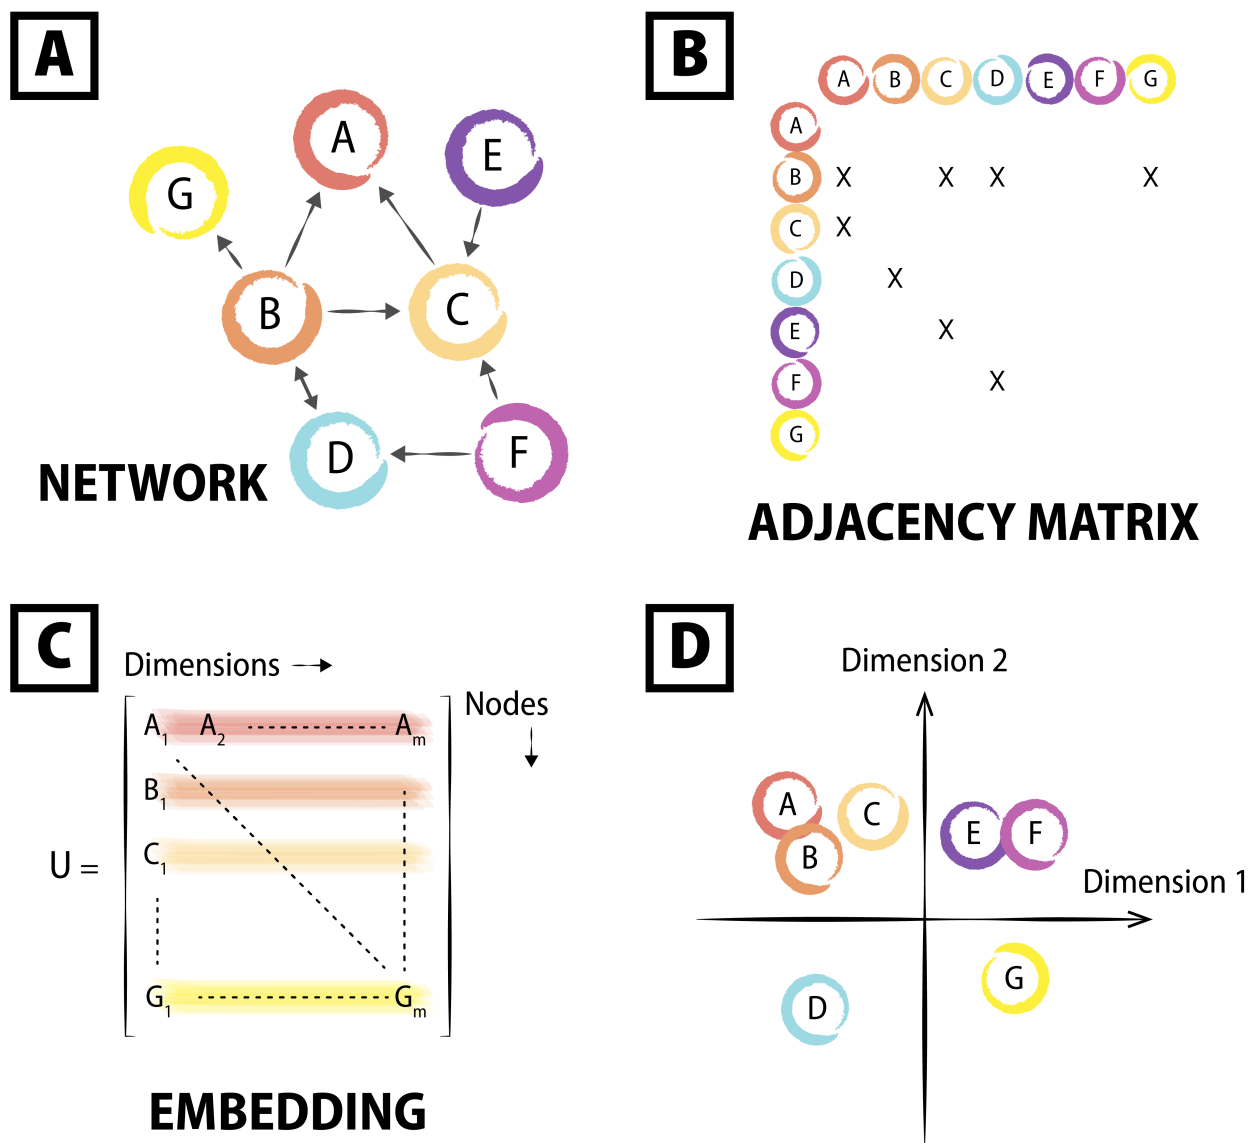 A
A
E
G
B
C
D
F
NETWORK
B
A B C D E F G
A
B X X X X
C X
D X
E X
F X
G
ADJACENCY MATRIX
C
Dimensions
Nodes
A1 A2 Am
B1
C1
U =
G1 Gm
EMBEDDING
D
Dimension 2
A C
B
E F
Dimension 1
G
D